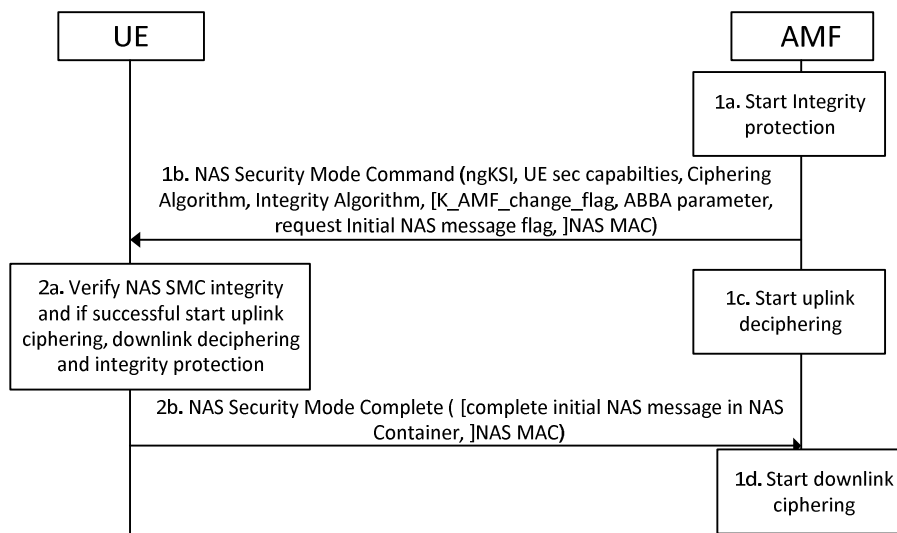 UE
AMF
1a. Start Integrity
protection
1b. NAS Security Mode Command (ngKSI, UE sec capabilties, Ciphering
Algorithm, Integrity Algorithm, [K_AMF_change_flag, ABBA parameter,
request Initial NAS message flag, ]NAS MAC)
2a. Verify NAS SMC integrity
and if successful start uplink
ciphering, downlink deciphering
and integrity protection
1c. Start uplink
deciphering
2b. NAS Security Mode Complete ( [complete initial NAS message in NAS
Container, ]NAS MAC)
1d. Start downlink
ciphering